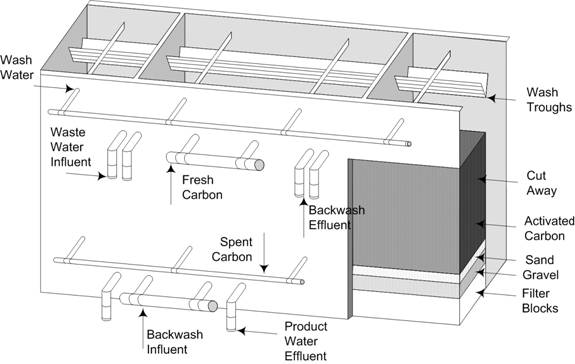 Wash
Water
Waste
Water
Influent
Fresh
Carbon
Backwash
Effluent
Spent
Carbon
Backwash
Influent
Product
Water
Effluent
Wash
Troughs
Cut
Away
Activated
Carbon
Sand
Gravel
Filter
Blocks